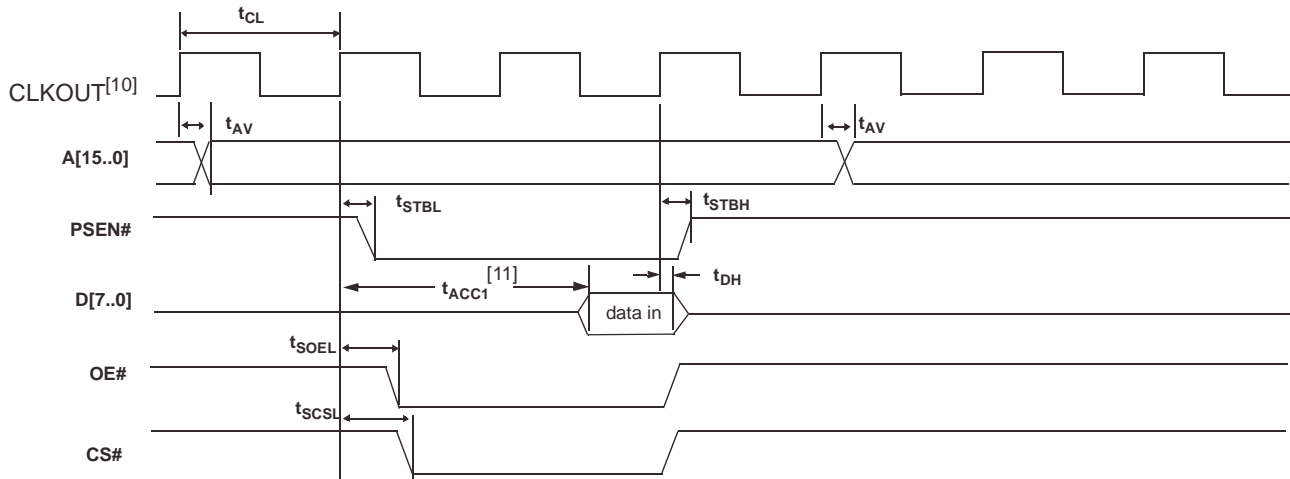 tCL
CLKOUT[10]
tAV
tAV
A[15..0]
tSTBL
tSTBH
PSEN#
[11]
tACC1
tDH
D[7..0]
data in
tSOEL
OE#
tSCSL
CS#